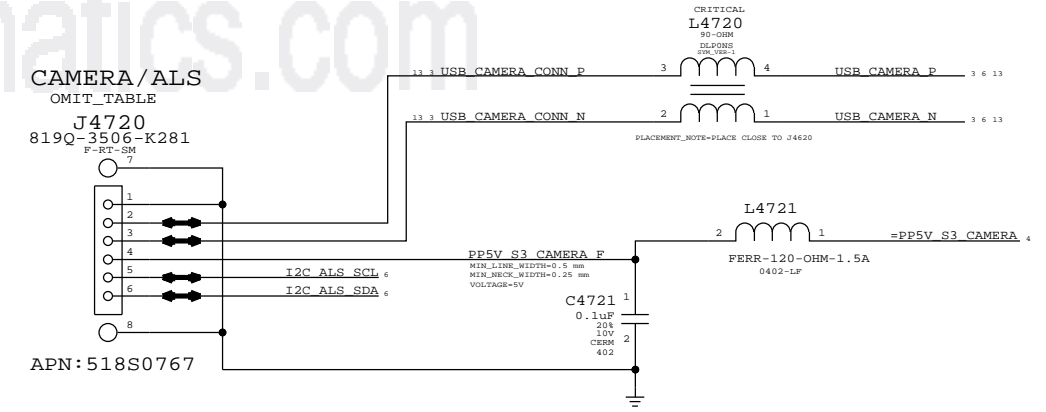 matics.com
CRITICAL
L4720
90-OHM
DLP0NS
SYM_VER-1
CAMERA/ALS
OMIT_TABLE
J4720
819Q-3506-K281
F-RT-SM
13 3 USB_CAMERA_CONN_P 3 4 USB_CAMERA_P 3 6 13
13 3 USB_CAMERA_CONN_N 2 1 USB_CAMERA_N 3 6 13
PLACEMENT_NOTE=PLACE CLOSE TO J4620
7
1
2
3
4
5
6
8
L4721
2 1 =PP5V_S3_CAMERA 4
FERR-120-OHM-1.5A
0402-LF
PP5V_S3_CAMERA_F
MIN_LINE_WIDTH=0.5 mm
MIN_NECK_WIDTH=0.25 mm
VOLTAGE=5V
I2C_ALS_SCL 6
I2C_ALS_SDA 6
C4721 1
0.1uF
20%
10V
CERM 2
402
APN:518S0767